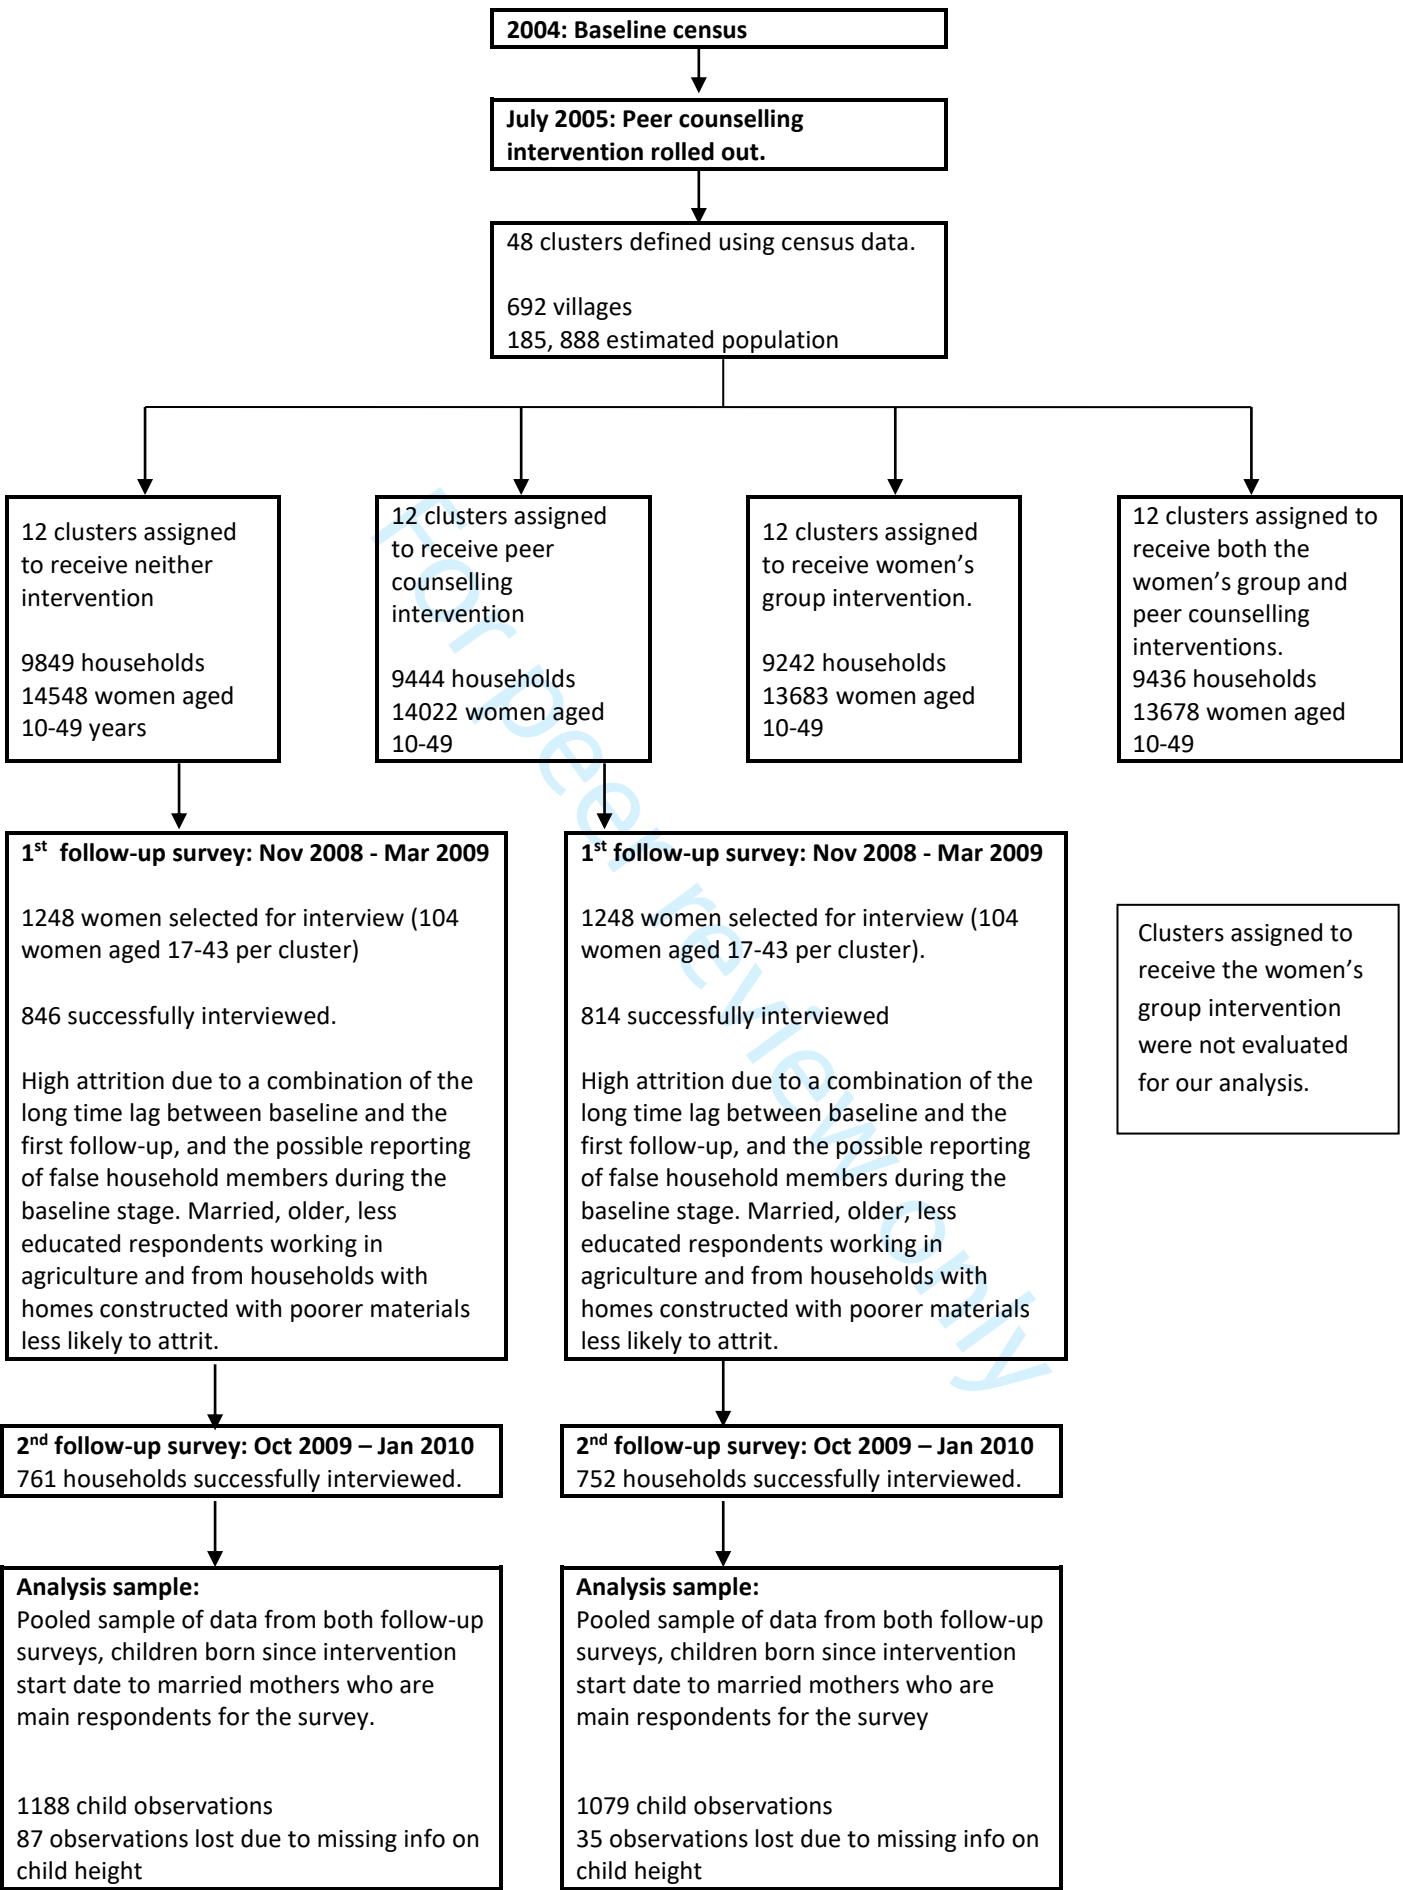 2004: Baseline census
July 2005: Peer counselling
intervention rolled out.
48 clusters defined using census data.
692 villages
185, 888 estimated population
12 clusters assigned
to receive neither
intervention
9849 households
14548 women aged
10-49 years
12 clusters assigned
to receive peer
counselling
intervention
9444 households
14022 women aged
10-49
12 clusters assigned
to receive women’s
group intervention.
9242 households
13683 women aged
10-49
12 clusters assigned to
receive both the
women’s group and
peer counselling
interventions.
9436 households
13678 women aged
10-49
1st follow-up survey: Nov 2008 - Mar 2009
1248 women selected for interview (104
women aged 17-43 per cluster)
846 successfully interviewed.
High attrition due to a combination of the
long time lag between baseline and the
first follow-up, and the possible reporting
of false household members during the
baseline stage. Married, older, less
educated respondents working in
agriculture and from households with
homes constructed with poorer materials
less likely to attrit.
1st follow-up survey: Nov 2008 - Mar 2009
1248 women selected for interview (104
women aged 17-43 per cluster).
814 successfully interviewed
High attrition due to a combination of the
long time lag between baseline and the
first follow-up, and the possible reporting
of false household members during the
baseline stage. Married, older, less
educated respondents working in
agriculture and from households with
homes constructed with poorer materials
less likely to attrit.
Clusters assigned to
receive the women’s
group intervention
were not evaluated
for our analysis.
2nd follow-up survey: Oct 2009 – Jan 2010
761 households successfully interviewed.
2nd follow-up survey: Oct 2009 – Jan 2010
752 households successfully interviewed.
Analysis sample:
Pooled sample of data from both follow-up
surveys, children born since intervention
start date to married mothers who are
main respondents for the survey.
1188 child observations
87 observations lost due to missing info on
child height
Analysis sample:
Pooled sample of data from both follow-up
surveys, children born since intervention
start date to married mothers who are
main respondents for the survey
1079 child observations
35 observations lost due to missing info on
child height
For peer review only